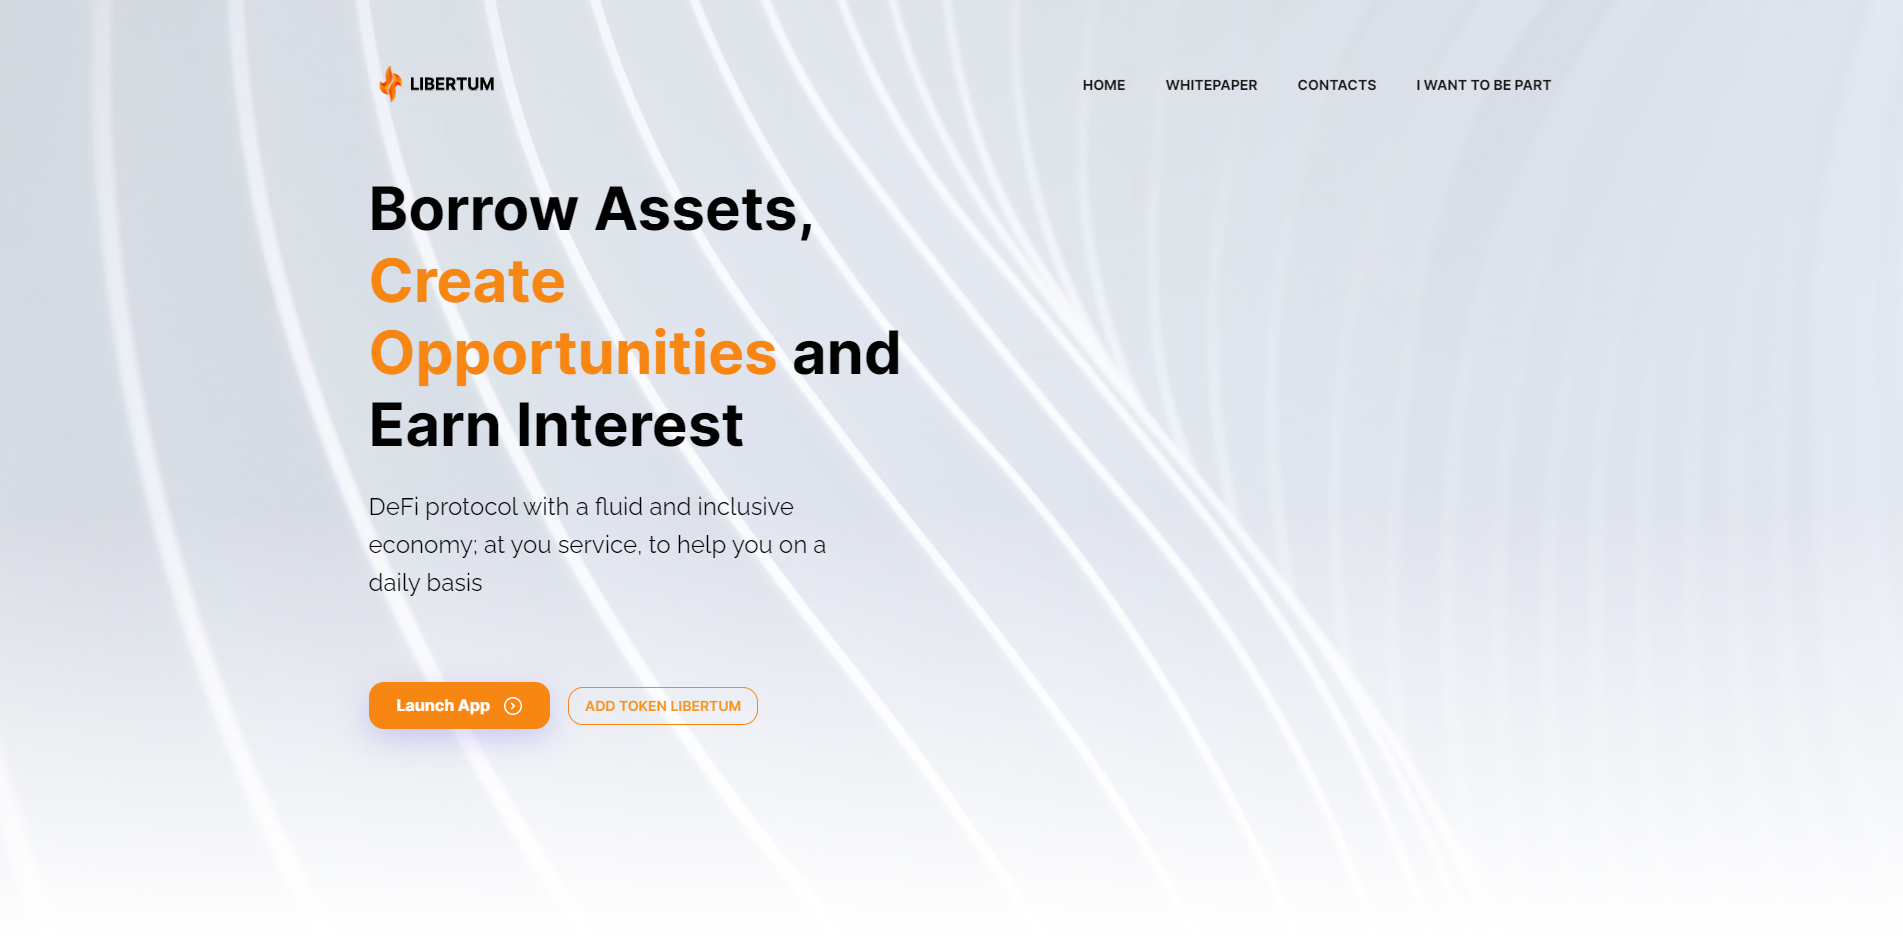 LIBERTUM
HOME
WHITEPAPER
CONTACTS
I WANT TO BE PART
Borrow Assets,
Create
Opportunities and
Earn Interest
DeFi protocol with a fluid and inclusive
economy; at you service, to help you on a
daily basis
Launch App
ADD TOKEN LIBERTUM